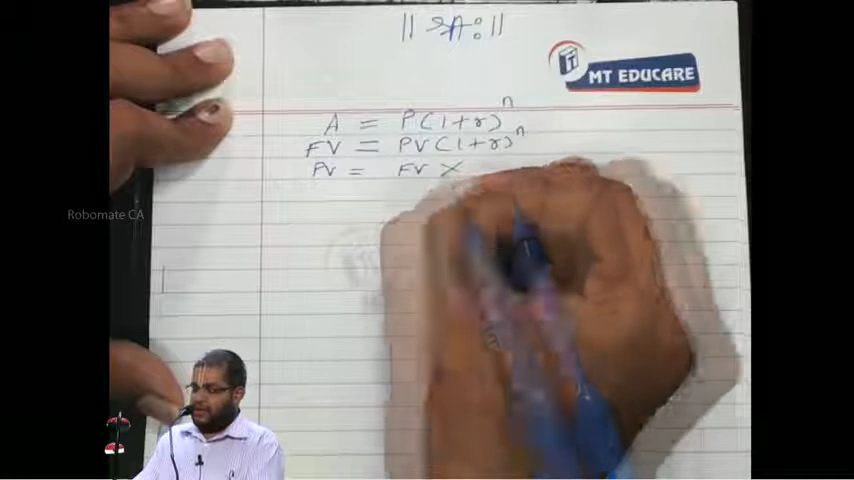 || श्री: ||
MT EDUCARE
A = P(1+r)ⁿ
FV = PV(1+r)ⁿ
PV = FV ×
Robomate CA